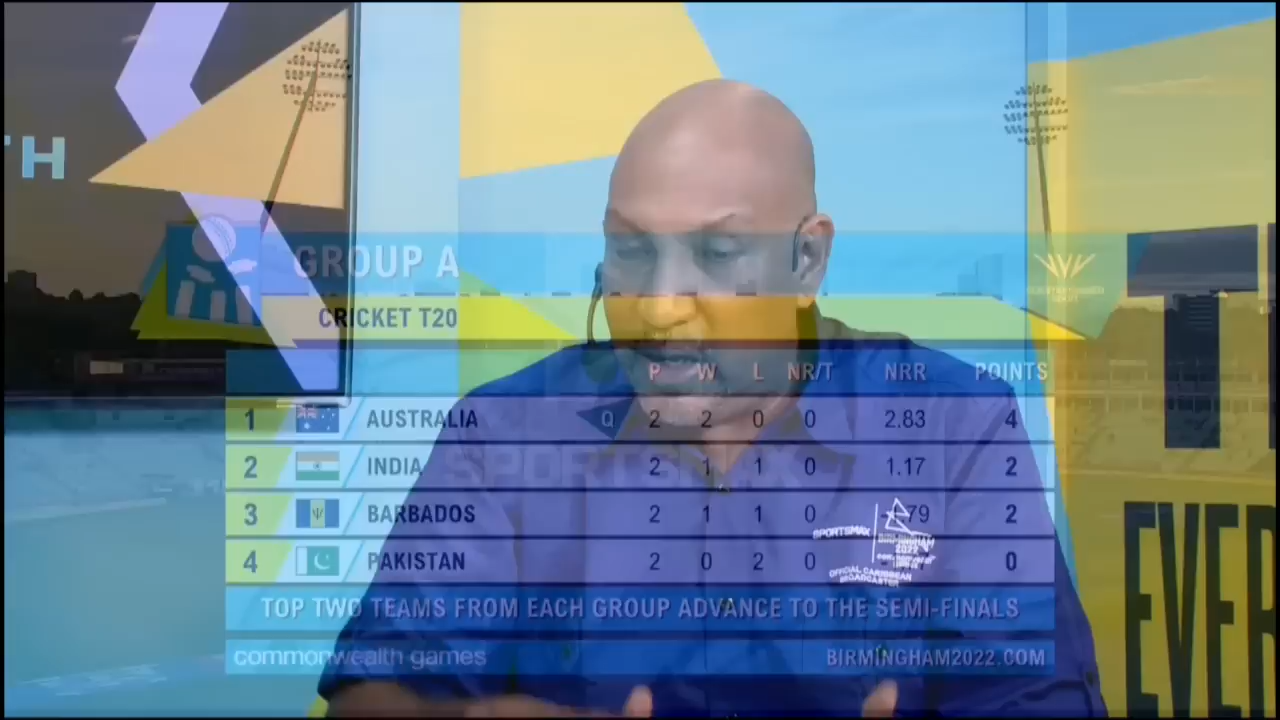 TH
GROUP A
CRICKET T20
P W L NR/T NRR POINTS
1 AUSTRALIA Q 2 2 0 0 2.83 4
2 INDIA 2 1 1 0 1.17 2
3 BARBADOS 2 1 1 0 2
4 PAKISTAN 2 0 2 0 0
SPORTSMAX
SPORTSMAX
BIRMINGHAM
2022
OFFICIAL CARIBBEAN
BROADCASTER
TOP TWO TEAMS FROM EACH GROUP ADVANCE TO THE SEMI-FINALS
commonwealth games BIRMINGHAM2022.COM
EVER